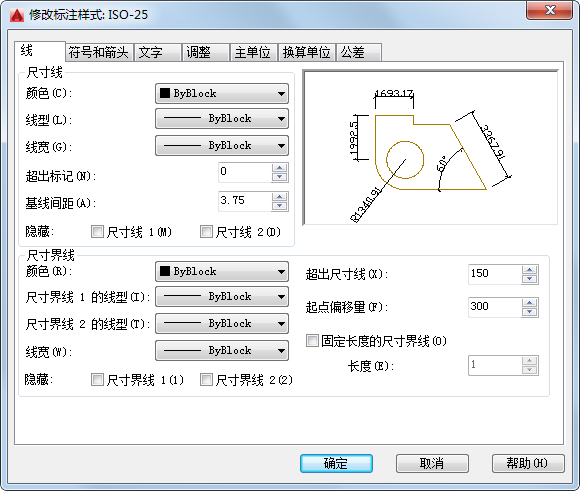 修改标注样式: ISO-25
线 符号和箭头 文字 调整 主单位 换算单位 公差
尺寸线
颜色(C): ByBlock
线型(L): ByBlock
线宽(G): ByBlock
超出标记(N): 0
基线间距(A): 3.75
隐藏: 尺寸线 1(M) 尺寸线 2(D)
1693.17
1992.5
3267.91
60°
R1340.91
尺寸界线
颜色(R): ByBlock
尺寸界线 1 的线型(I): ByBlock
尺寸界线 2 的线型(T): ByBlock
线宽(W): ByBlock
隐藏: 尺寸界线 1(1) 尺寸界线 2(2)
超出尺寸线(X): 150
起点偏移量(F): 300
固定长度的尺寸界线(O)
长度(E): 1
确定 取消 帮助(H)